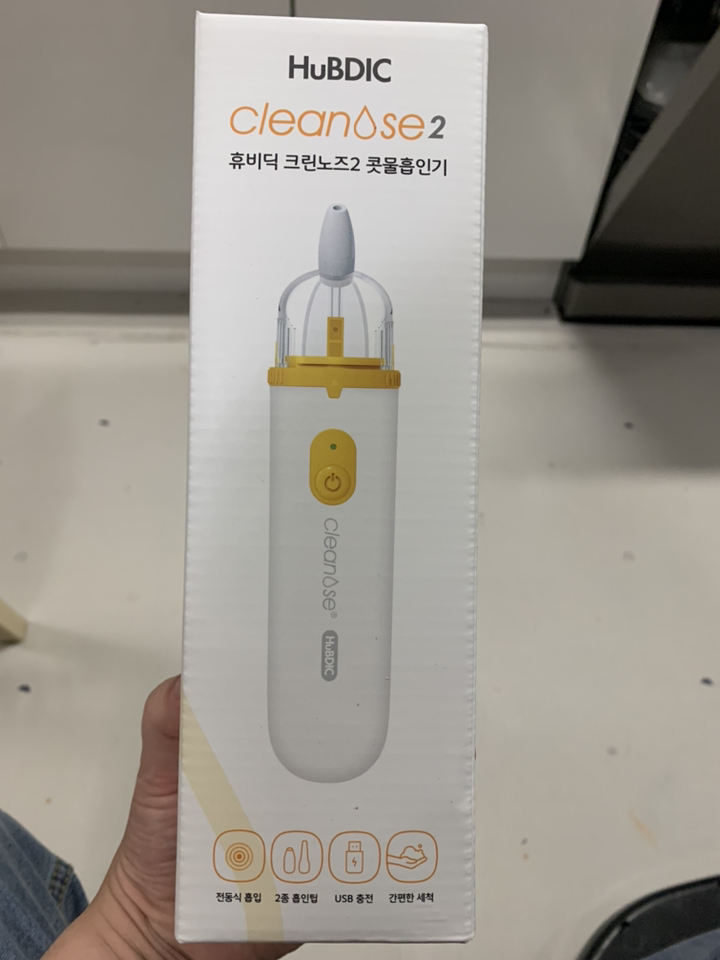 HuBDIC
cleanose2
휴비딕 크린노즈2 콧물흡인기
cleanose®
HuBDIC
전동식 흡입
2종 흡인팁
USB 충전
간편한 세척